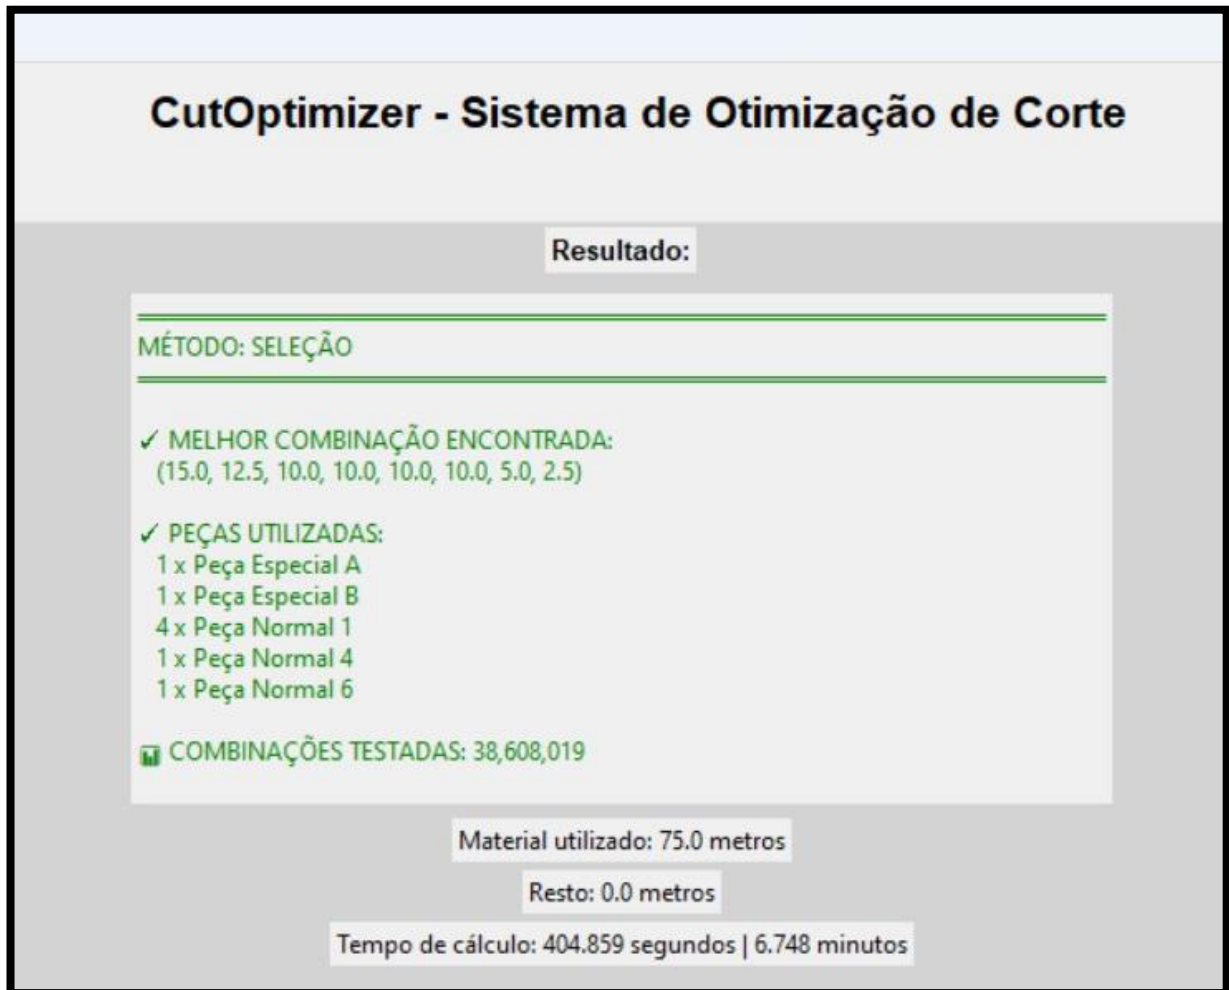 CutOptimizer - Sistema de Otimização de Corte
Resultado:
MÉTODO: SELEÇÃO
✓ MELHOR COMBINAÇÃO ENCONTRADA:
(15.0, 12.5, 10.0, 10.0, 10.0, 10.0, 5.0, 2.5)
✓ PEÇAS UTILIZADAS:
1 x Peça Especial A
1 x Peça Especial B
4 x Peça Normal 1
1 x Peça Normal 4
1 x Peça Normal 6
📊 COMBINAÇÕES TESTADAS: 38,608,019
Material utilizado: 75.0 metros
Resto: 0.0 metros
Tempo de cálculo: 404.859 segundos | 6.748 minutos